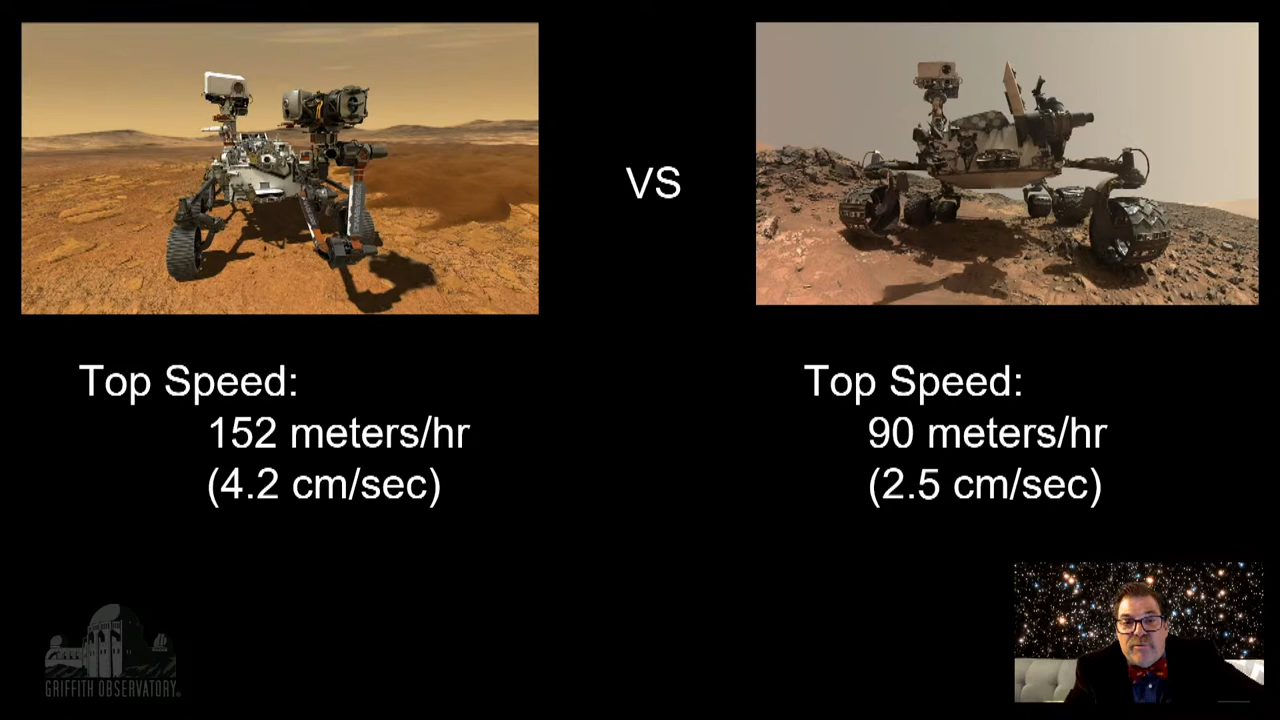 VS
Top Speed:
152 meters/hr
(4.2 cm/sec)
Top Speed:
90 meters/hr
(2.5 cm/sec)
GRIFFITH OBSERVATORY®